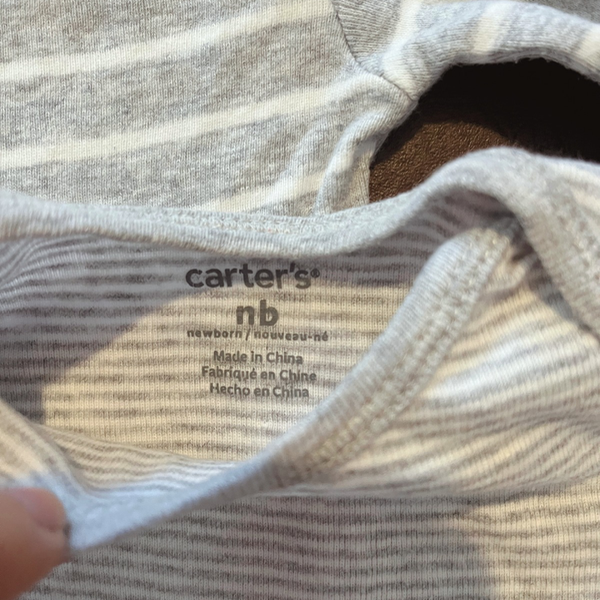 carter's®
nb
newborn / nouveau-né
Made in China
Fabriqué en Chine
Hecho en China